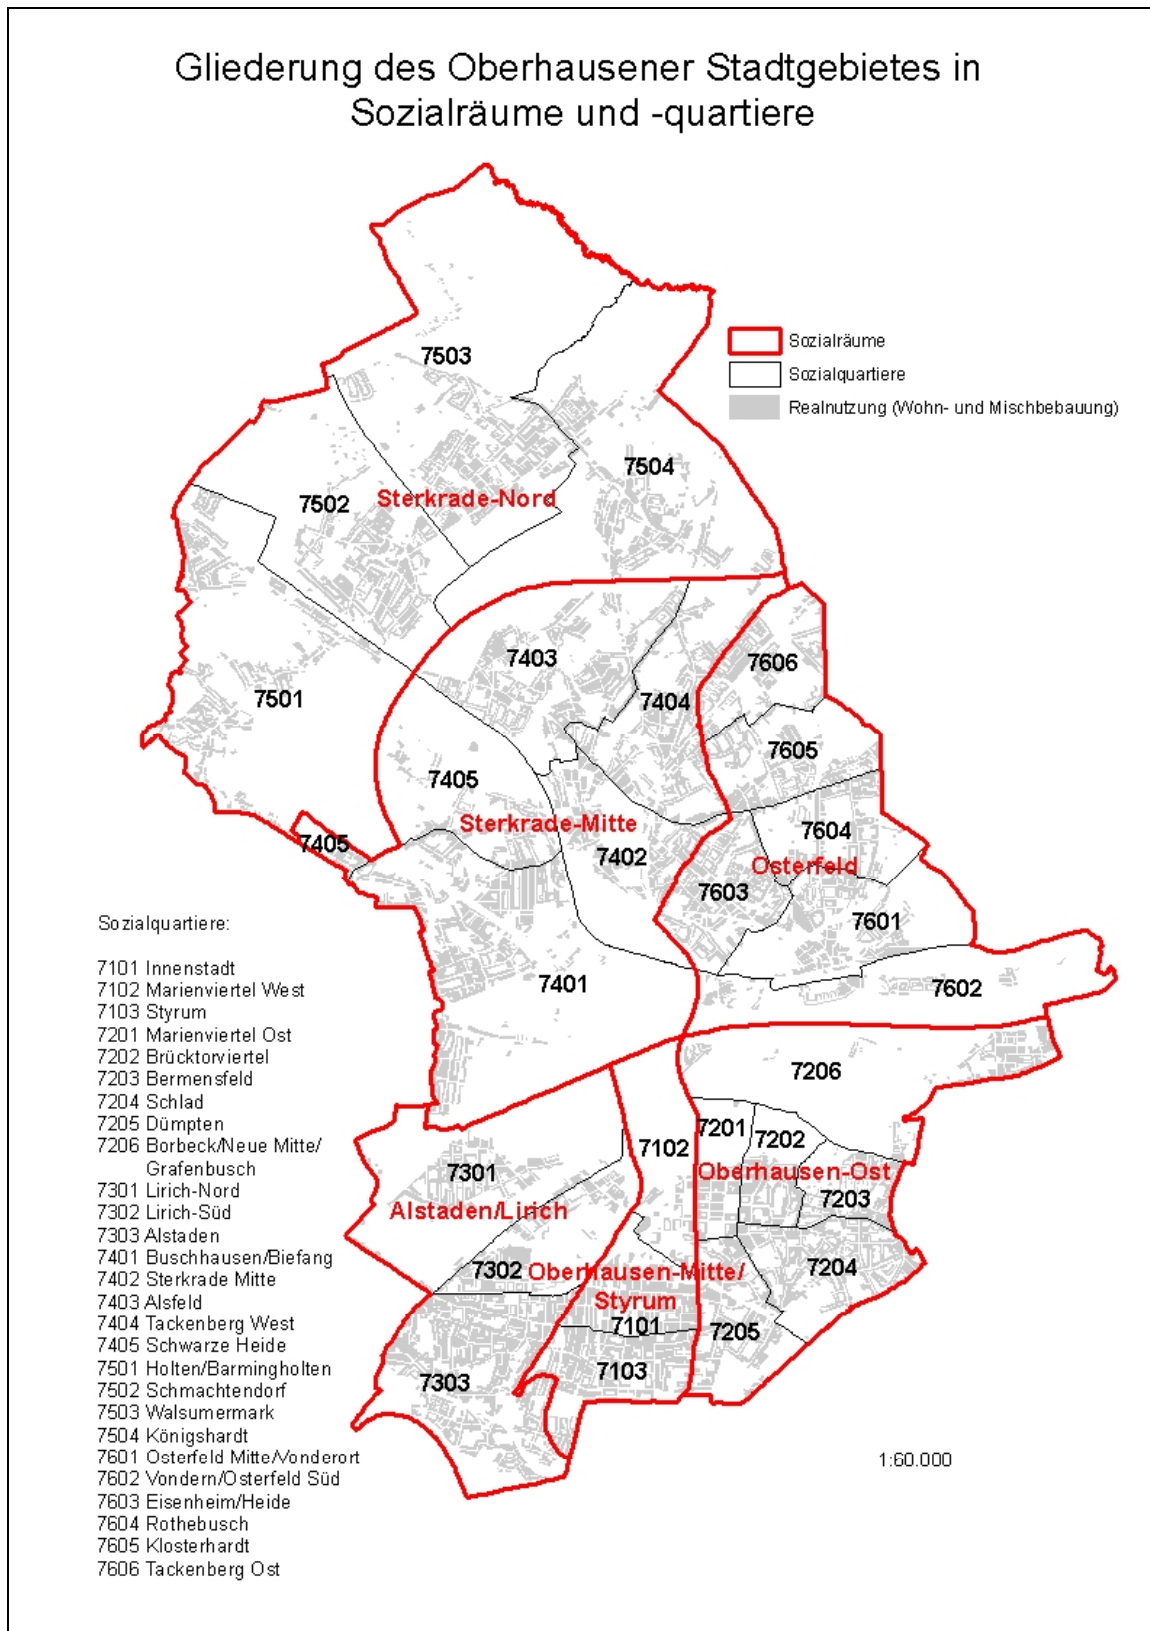 Gliederung des Oberhausener Stadtgebietes in
Sozialräume und -quartiere
Sozialräume
Sozialquartiere
Realnutzung (Wohn- und Mischbebauung)
7503
7504
7502
Sterkrade-Nord
7403
7606
7404
7501
7605
7405
Sterkrade-Mitte
7604
7405
7402
Osterfeld
7603
7601
7401
7602
7206
7201
7202
7102
7301
Oberhausen-Ost
7203
Alstaden/Lirich
7302
Oberhausen-Mitte/
Styrum
7204
7101
7205
7103
7303
Sozialquartiere:
7101 Innenstadt
7102 Marienviertel West
7103 Styrum
7201 Marienviertel Ost
7202 Brücktorviertel
7203 Bermensfeld
7204 Schlad
7205 Dümpten
7206 Borbeck/Neue Mitte/
Grafenbusch
7301 Lirich-Nord
7302 Lirich-Süd
7303 Alstaden
7401 Buschhausen/Biefang
7402 Sterkrade Mitte
7403 Alsfeld
7404 Tackenberg West
7405 Schwarze Heide
7501 Holten/Barmingholten
7502 Schmachtendorf
7503 Walsumermark
7504 Königshardt
7601 Osterfeld Mitte/Vonderort
7602 Vondern/Osterfeld Süd
7603 Eisenheim/Heide
7604 Rothebusch
7605 Klosterhardt
7606 Tackenberg Ost
1:60.000